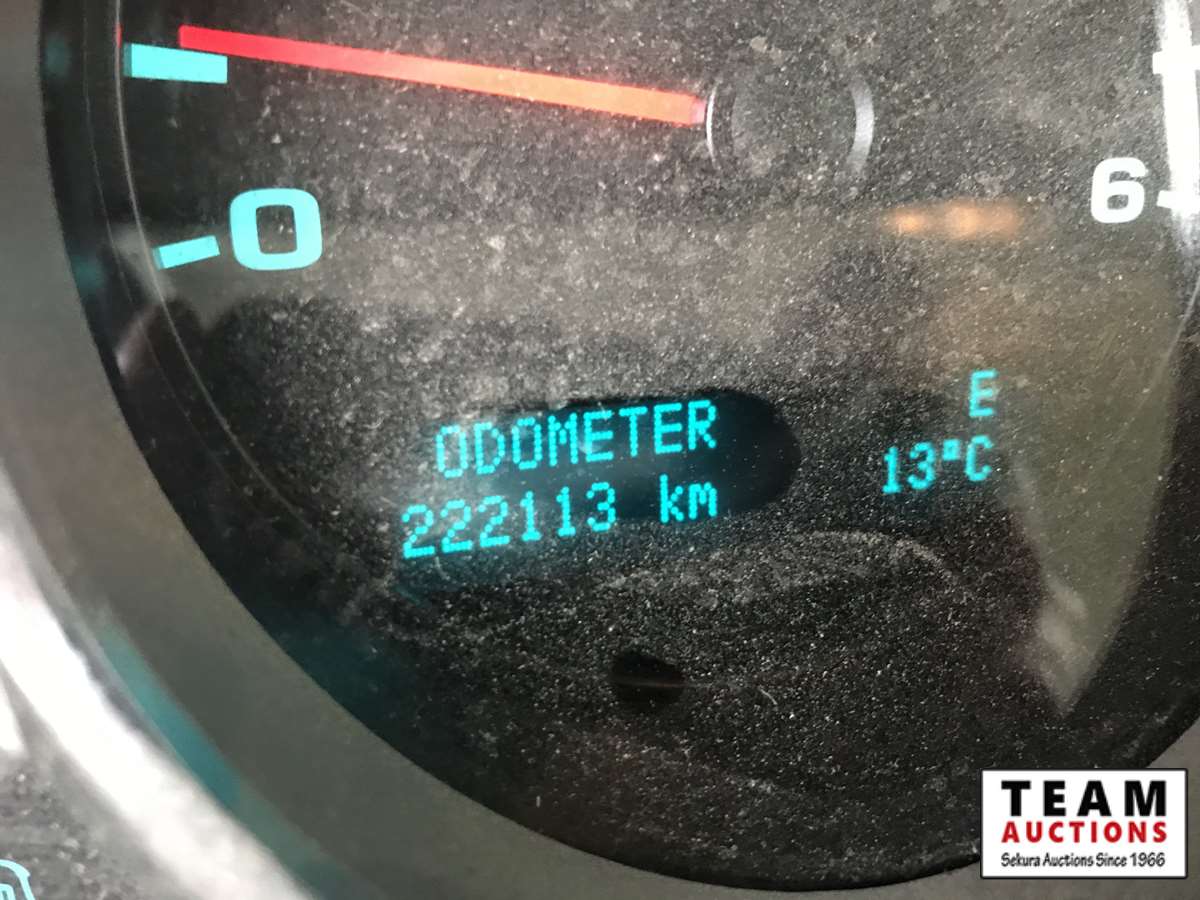 0
6
ODOMETER
222113 km
E
13°C
TEAM
AUCTIONS
Sekura Auctions Since 1966